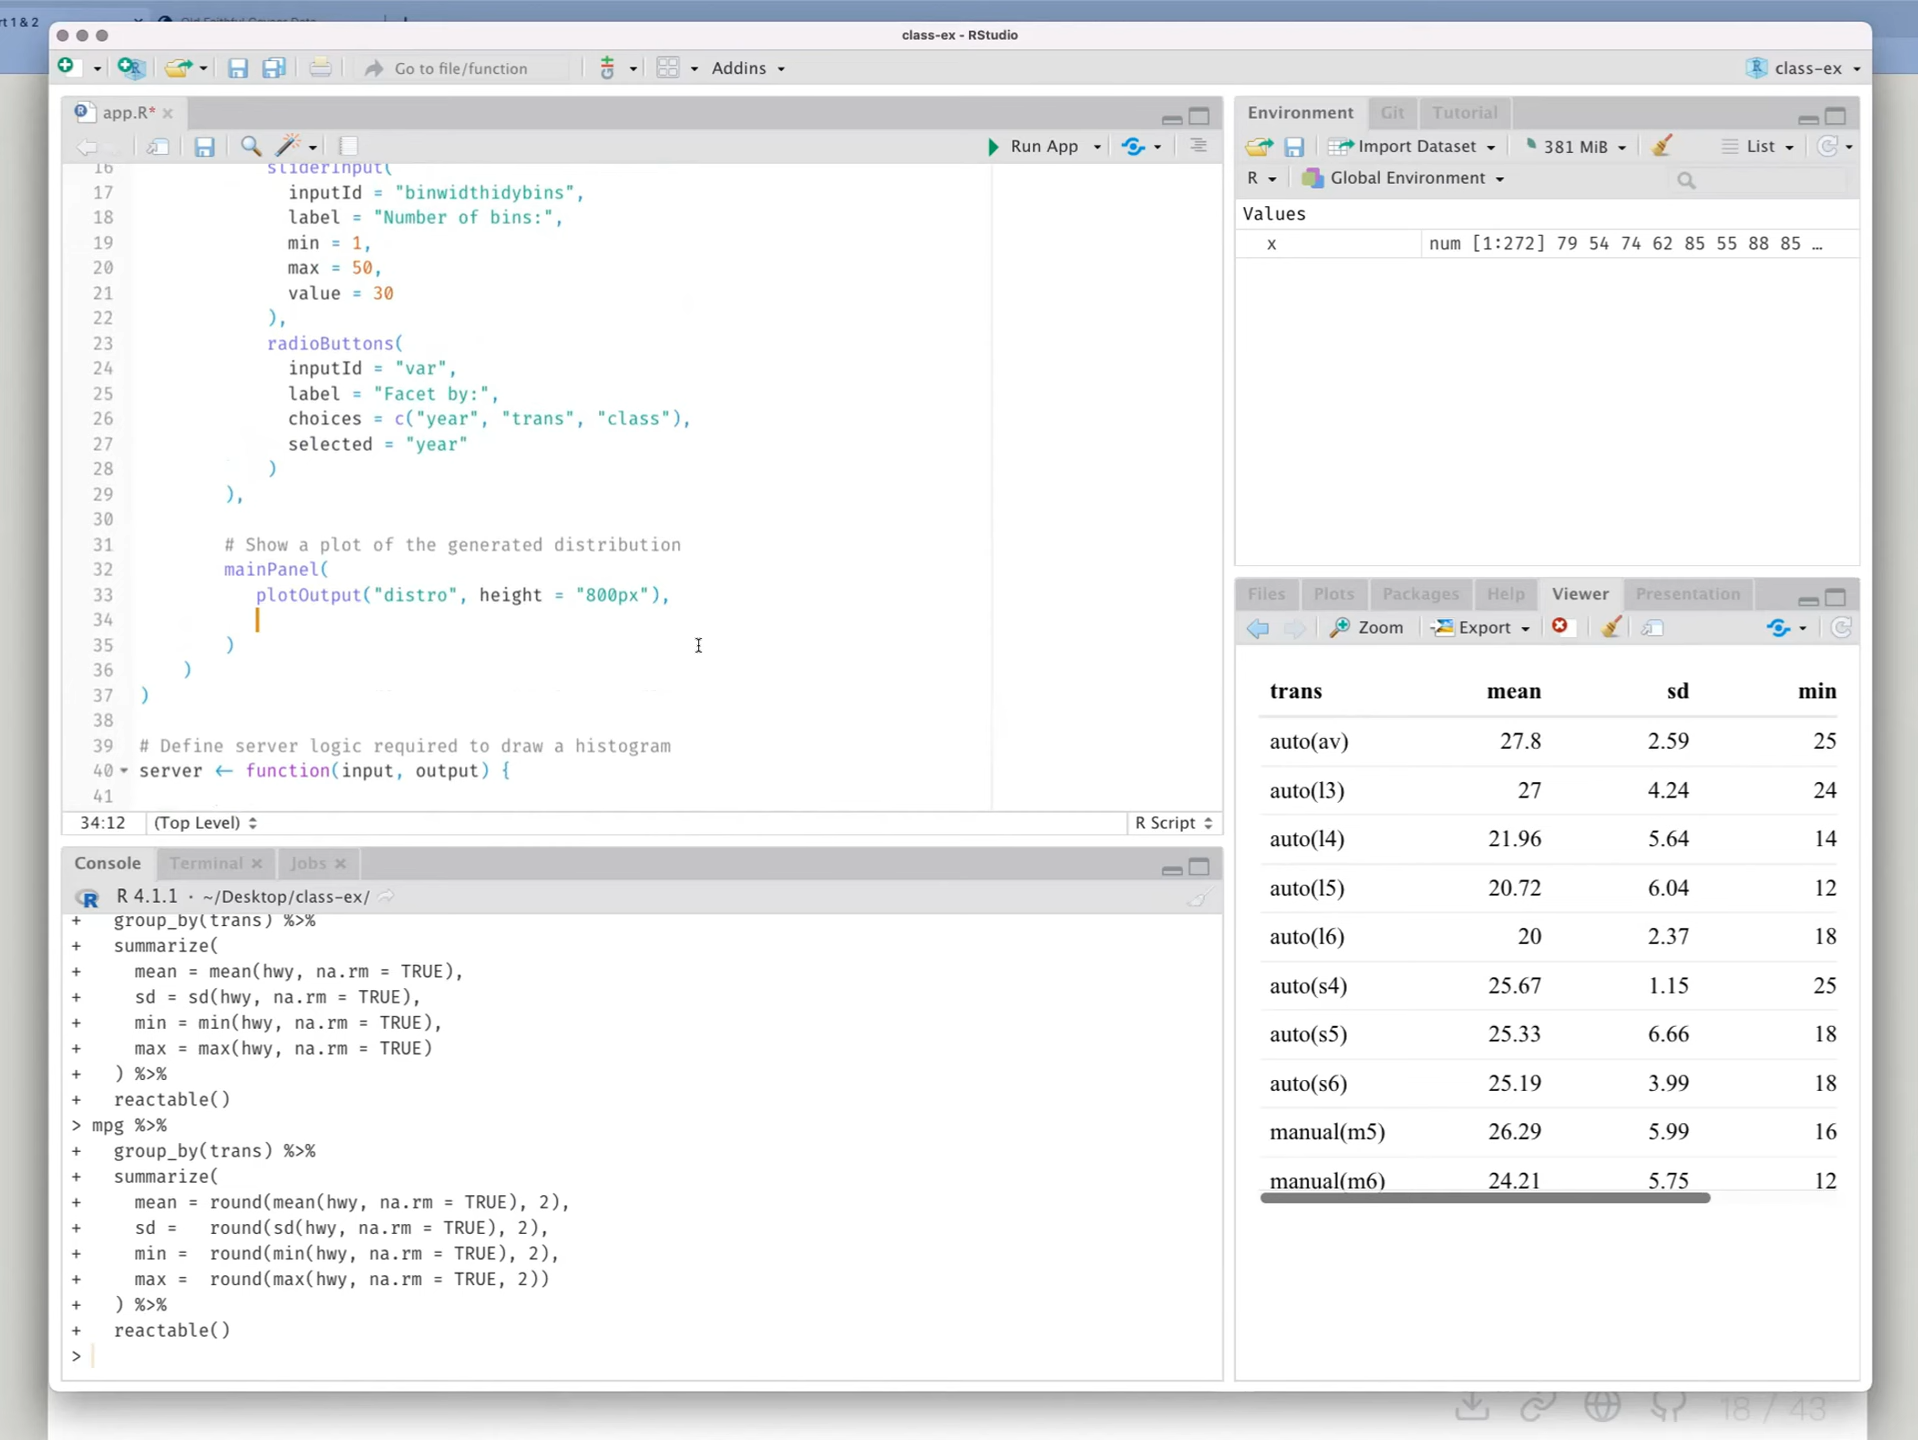 rt 1 & 2
Old Faithful Geyser Data
class-ex - RStudio
Go to file/function
Addins
class-ex
app.R*
Run App
16 sliderInput(
17 inputId = "binwidthidybins",
18 label = "Number of bins:",
19 min = 1,
20 max = 50,
21 value = 30
22 ),
23 radioButtons(
24 inputId = "var",
25 label = "Facet by:",
26 choices = c("year", "trans", "class"),
27 selected = "year"
28 )
29 ),
30
31 # Show a plot of the generated distribution
32 mainPanel(
33 plotOutput("distro", height = "800px"),
34
35 )
36 )
37 )
38
39 # Define server logic required to draw a histogram
40 server ← function(input, output) {
41
34:12 (Top Level) R Script
Console Terminal Jobs
R 4.1.1 · ~/Desktop/class-ex/
+ group_by(trans) %>%
+ summarize(
+ mean = mean(hwy, na.rm = TRUE),
+ sd = sd(hwy, na.rm = TRUE),
+ min = min(hwy, na.rm = TRUE),
+ max = max(hwy, na.rm = TRUE)
+ ) %>%
+ reactable()
> mpg %>%
+ group_by(trans) %>%
+ summarize(
+ mean = round(mean(hwy, na.rm = TRUE), 2),
+ sd = round(sd(hwy, na.rm = TRUE), 2),
+ min = round(min(hwy, na.rm = TRUE), 2),
+ max = round(max(hwy, na.rm = TRUE, 2))
+ ) %>%
+ reactable()
>
Environment Git Tutorial
Import Dataset 381 MiB List
R Global Environment
Values
x num [1:272] 79 54 74 62 85 55 88 85 …
Files Plots Packages Help Viewer Presentation
Zoom Export
trans mean sd min
auto(av) 27.8 2.59 25
auto(l3) 27 4.24 24
auto(l4) 21.96 5.64 14
auto(l5) 20.72 6.04 12
auto(l6) 20 2.37 18
auto(s4) 25.67 1.15 25
auto(s5) 25.33 6.66 18
auto(s6) 25.19 3.99 18
manual(m5) 26.29 5.99 16
manual(m6) 24.21 5.75 12
18 / 43